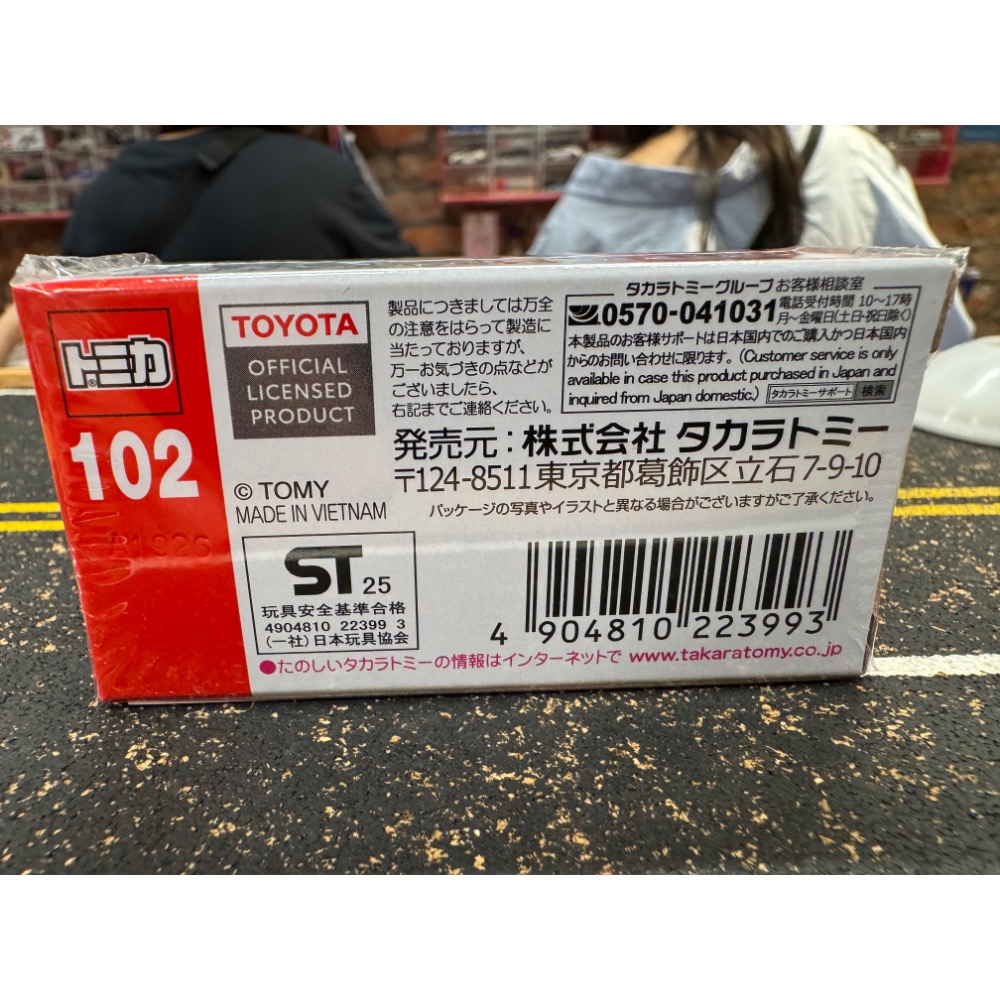 トミカ®
102
TOYOTA
OFFICIAL
LICENSED
PRODUCT
製品につきましては万全
の注意をはらって製造に
当たっておりますが、
万一お気づきの点などが
ございましたら、
右記までご連絡ください。
タカラトミーグループ お客様相談室
0570-041031 電話受付時間 10〜17時
月〜金曜日(土日・祝日除く)
本製品のお客様サポートは日本国内でのご購入かつ日本国内
からのお問い合わせに限ります。(Customer service is only
available in case this product purchased in Japan and
inquired from Japan domestic.) タカラトミーサポート 検索
発売元:株式会社 タカラトミー
〒124-8511東京都葛飾区立石7-9-10
パッケージの写真やイラストと異なる場合がございますがご了承ください。
© TOMY
MADE IN VIETNAM
ST 25
玩具安全基準合格
4904810 22399 3
(一社)日本玩具協会
4 904810 223993
●たのしいタカラトミーの情報はインターネットで www.takaratomy.co.jp